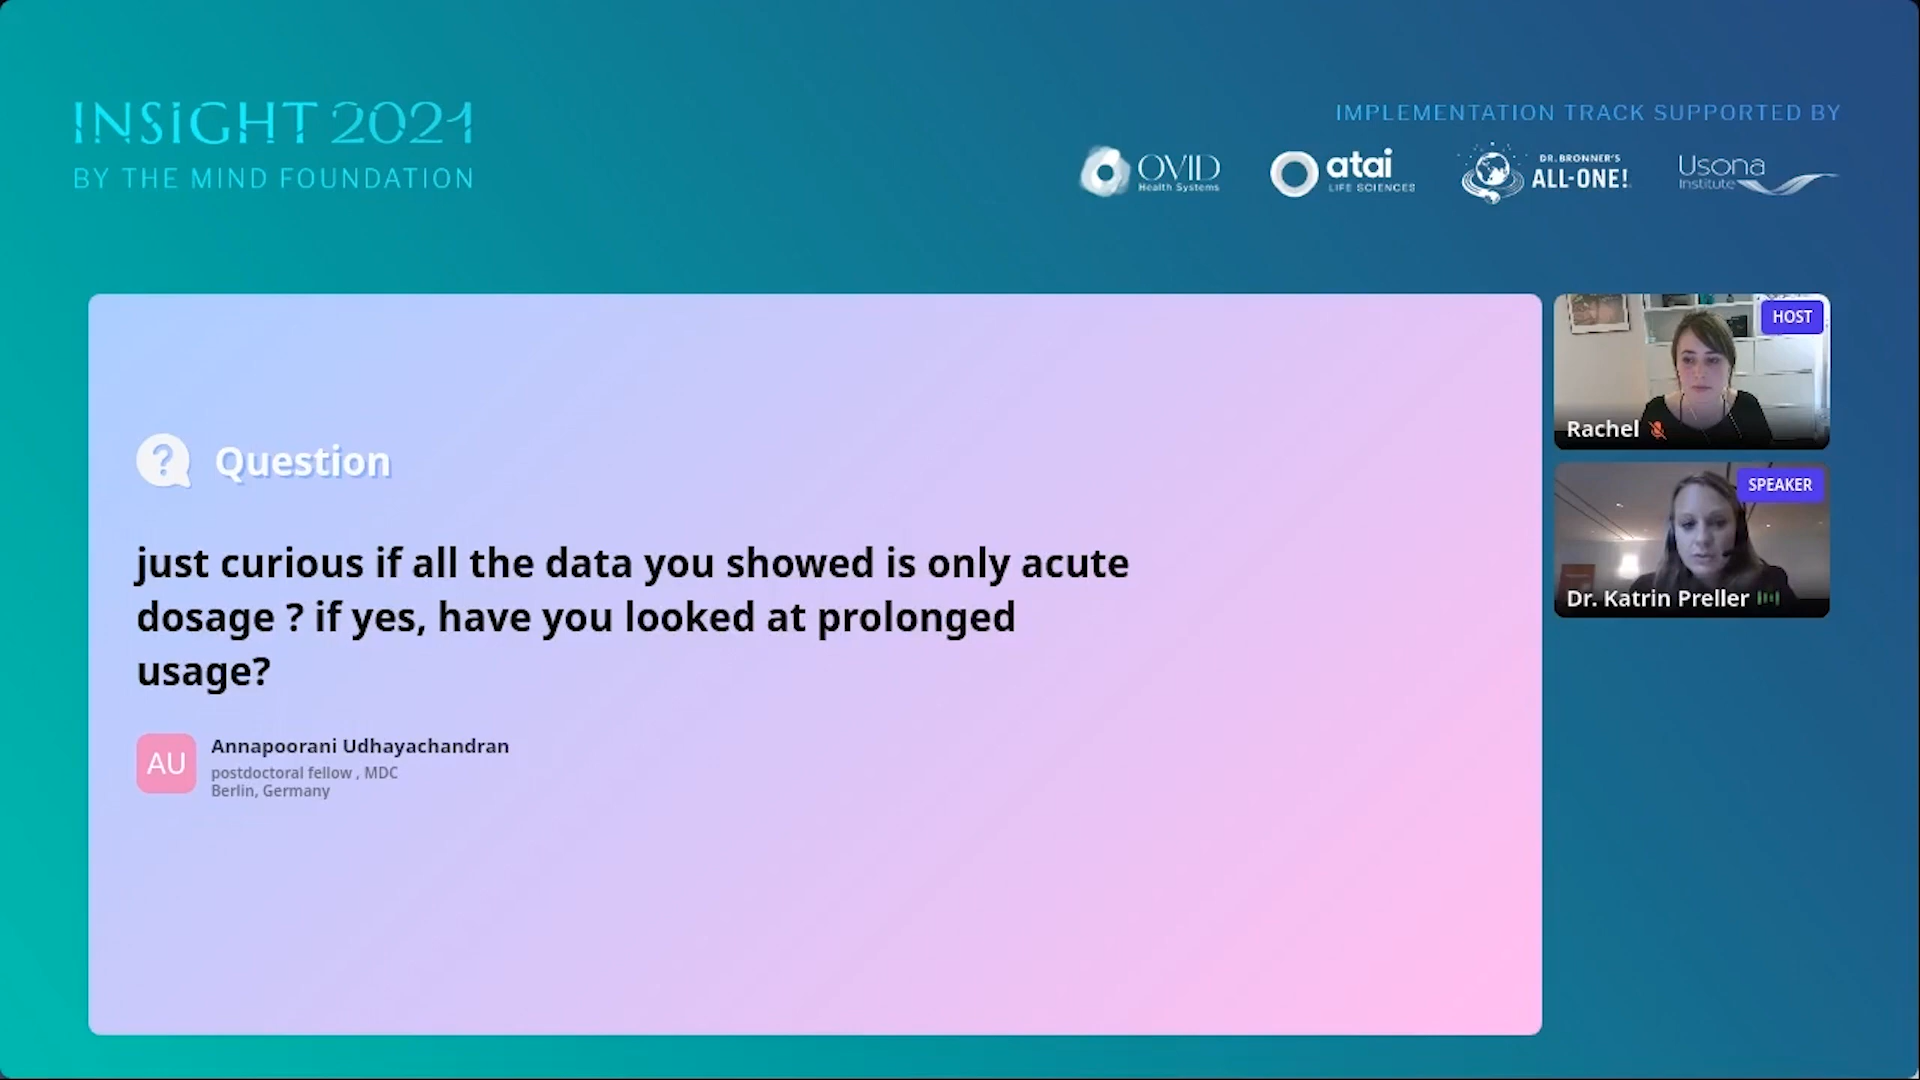 INSIGHT 2021
BY THE MIND FOUNDATION
IMPLEMENTATION TRACK SUPPORTED BY
OVID
Health Systems
atai
LIFE SCIENCES
DR. BRONNER'S
ALL-ONE!
Usona
Institute
? Question
just curious if all the data you showed is only acute
dosage ? if yes, have you looked at prolonged
usage?
AU
Annapoorani Udhayachandran
postdoctoral fellow , MDC
Berlin, Germany
HOST
Rachel
SPEAKER
Dr. Katrin Preller